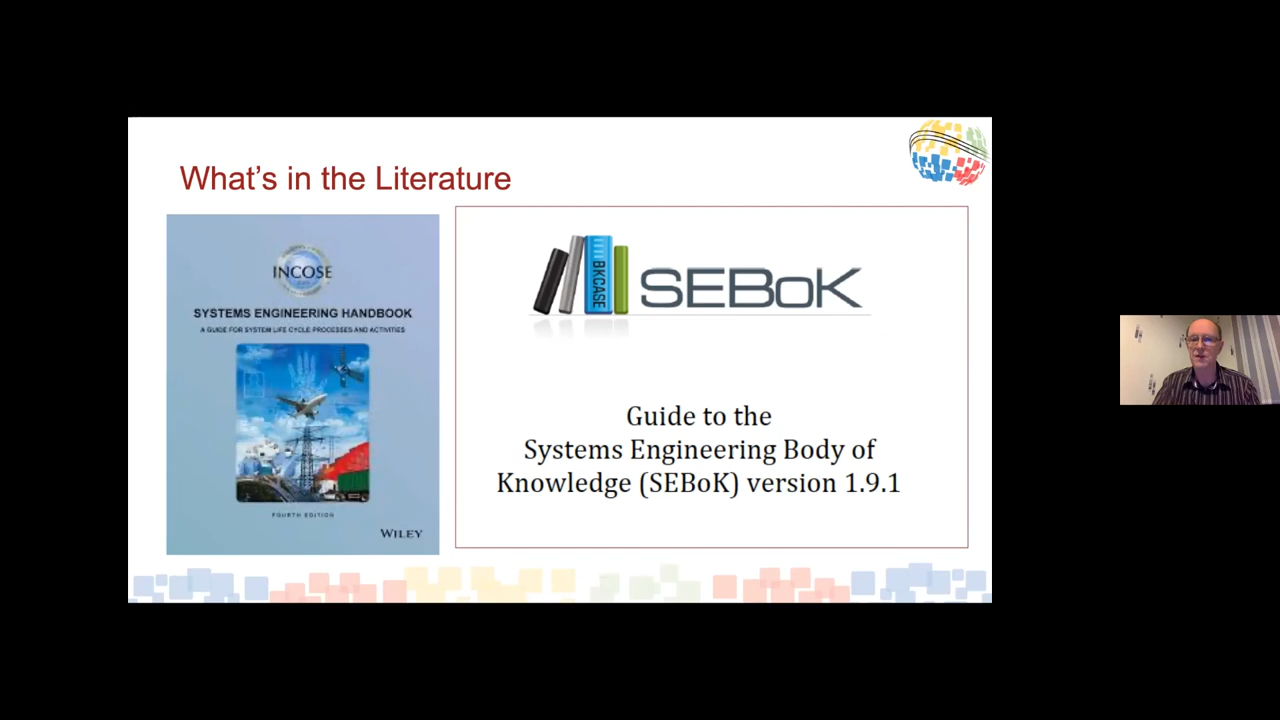 What's in the Literature
INCOSE
SYSTEMS ENGINEERING HANDBOOK
A GUIDE FOR SYSTEM LIFE CYCLE PROCESSES AND ACTIVITIES
FOURTH EDITION
WILEY
BKCASE
SEBoK
Guide to the
Systems Engineering Body of
Knowledge (SEBoK) version 1.9.1